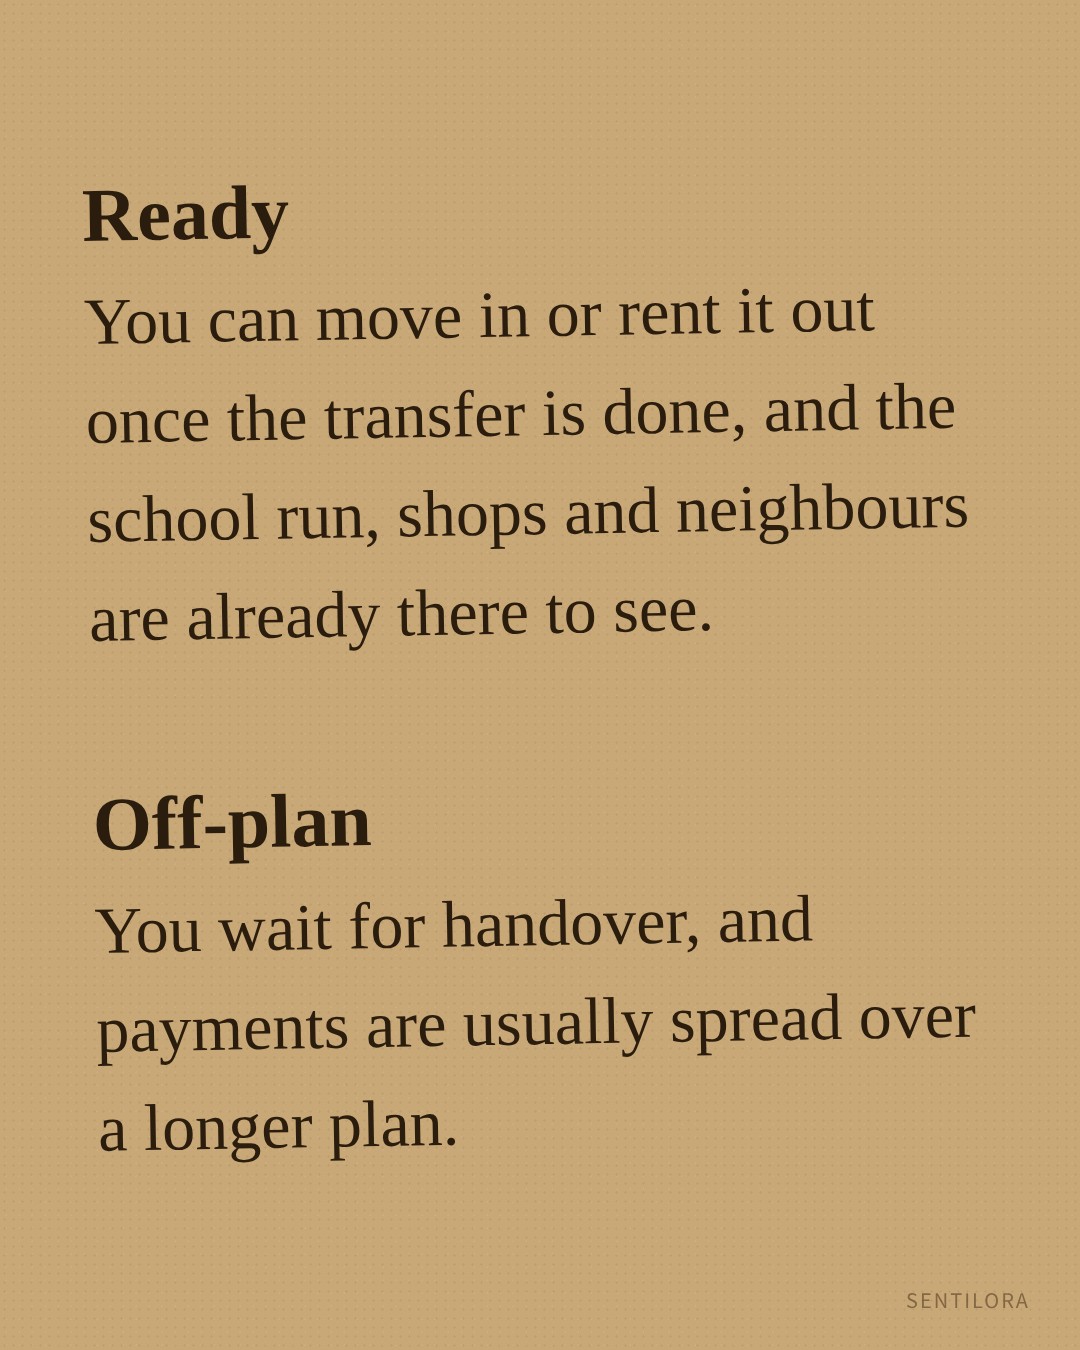 Ready
You can move in or rent it out
once the transfer is done, and the
school run, shops and neighbours
are already there to see.
Off-plan
You wait for handover, and
payments are usually spread over
a longer plan.
SENTILORA